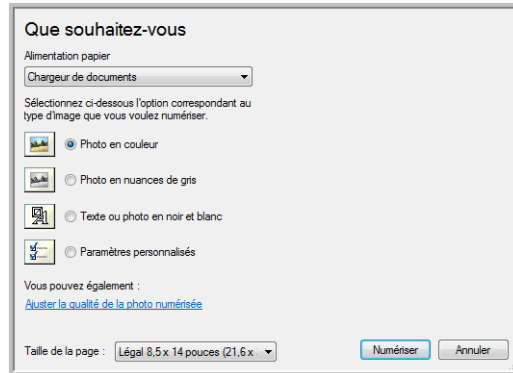 Que souhaitez-vous
Alimentation papier
Chargeur de documents
Sélectionnez ci-dessous l'option correspondant au
type d'image que vous voulez numériser.
Photo en couleur
Photo en nuances de gris
Texte ou photo en noir et blanc
Paramètres personnalisés
Vous pouvez également :
Ajuster la qualité de la photo numérisée
Taille de la page : Légal 8,5 x 14 pouces (21,6 x
Numériser Annuler